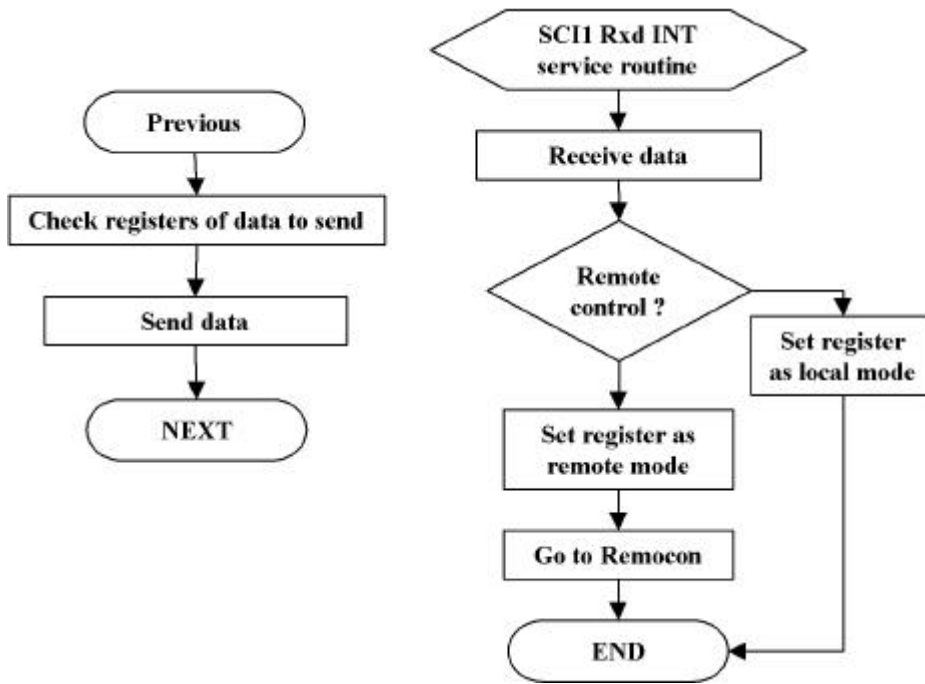 Previous
Check registers of data to send
Send data
NEXT
SCI1 Rxd INT
service routine
Receive data
Remote
control ?
Set register
as local mode
Set register as
remote mode
Go to Remocon
END